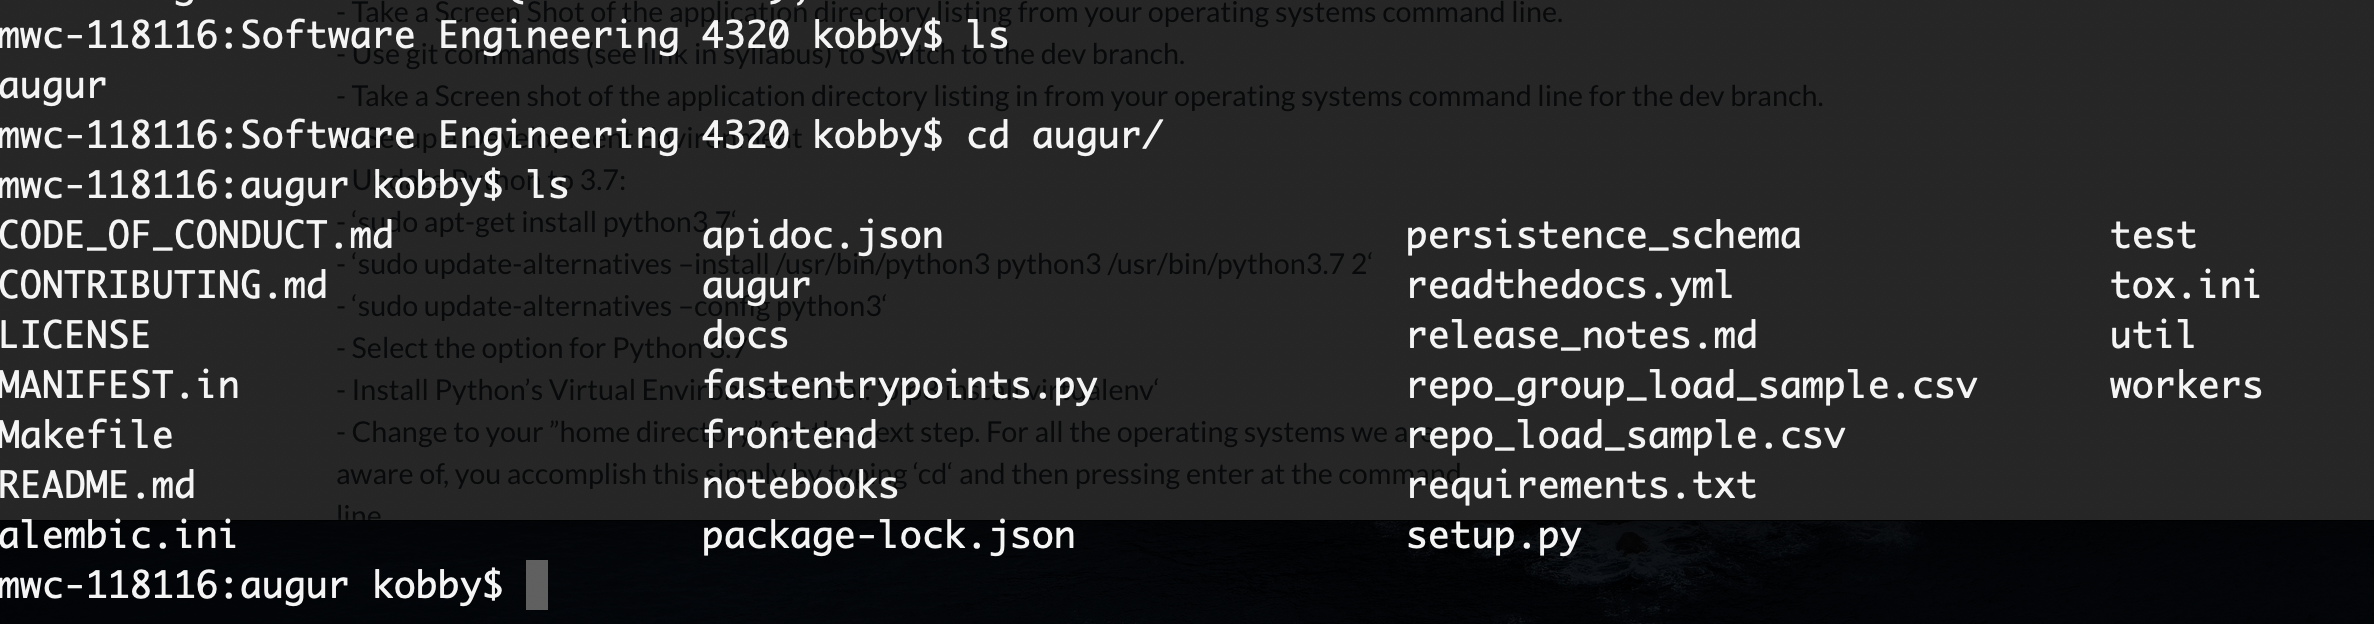 - Take a Screen Shot of the application directory listing from your operating systems command line.
mwc-118116:Software Engineering 4320 kobby$ ls
- Use git commands (see link in syllabus) to Switch to the dev branch.
augur
- Take a Screen shot of the application directory listing in from your operating systems command line for the dev branch.
mwc-118116:Software Engineering 4320 kobby$ cd augur/
mwc-118116:augur kobby$ ls
Update Python to 3.7:
- ‘sudo apt-get install python3.7‘
CODE_OF_CONDUCT.md apidoc.json persistence_schema test
- ‘sudo update-alternatives –install /usr/bin/python3 python3 /usr/bin/python3.7 2‘
CONTRIBUTING.md augur readthedocs.yml tox.ini
- ‘sudo update-alternatives –config python3‘
LICENSE docs release_notes.md util
- Select the option for Python 3.7
MANIFEST.in fastentrypoints.py repo_group_load_sample.csv workers
- Install Python’s Virtual
- Change to your ”home directory” for the next step. For all the operating systems we are
Makefile frontend repo_load_sample.csv
aware of, you accomplish this simply by typing ‘cd‘ and then pressing enter at the command
README.md notebooks requirements.txt
line
alembic.ini package-lock.json setup.py
mwc-118116:augur kobby$